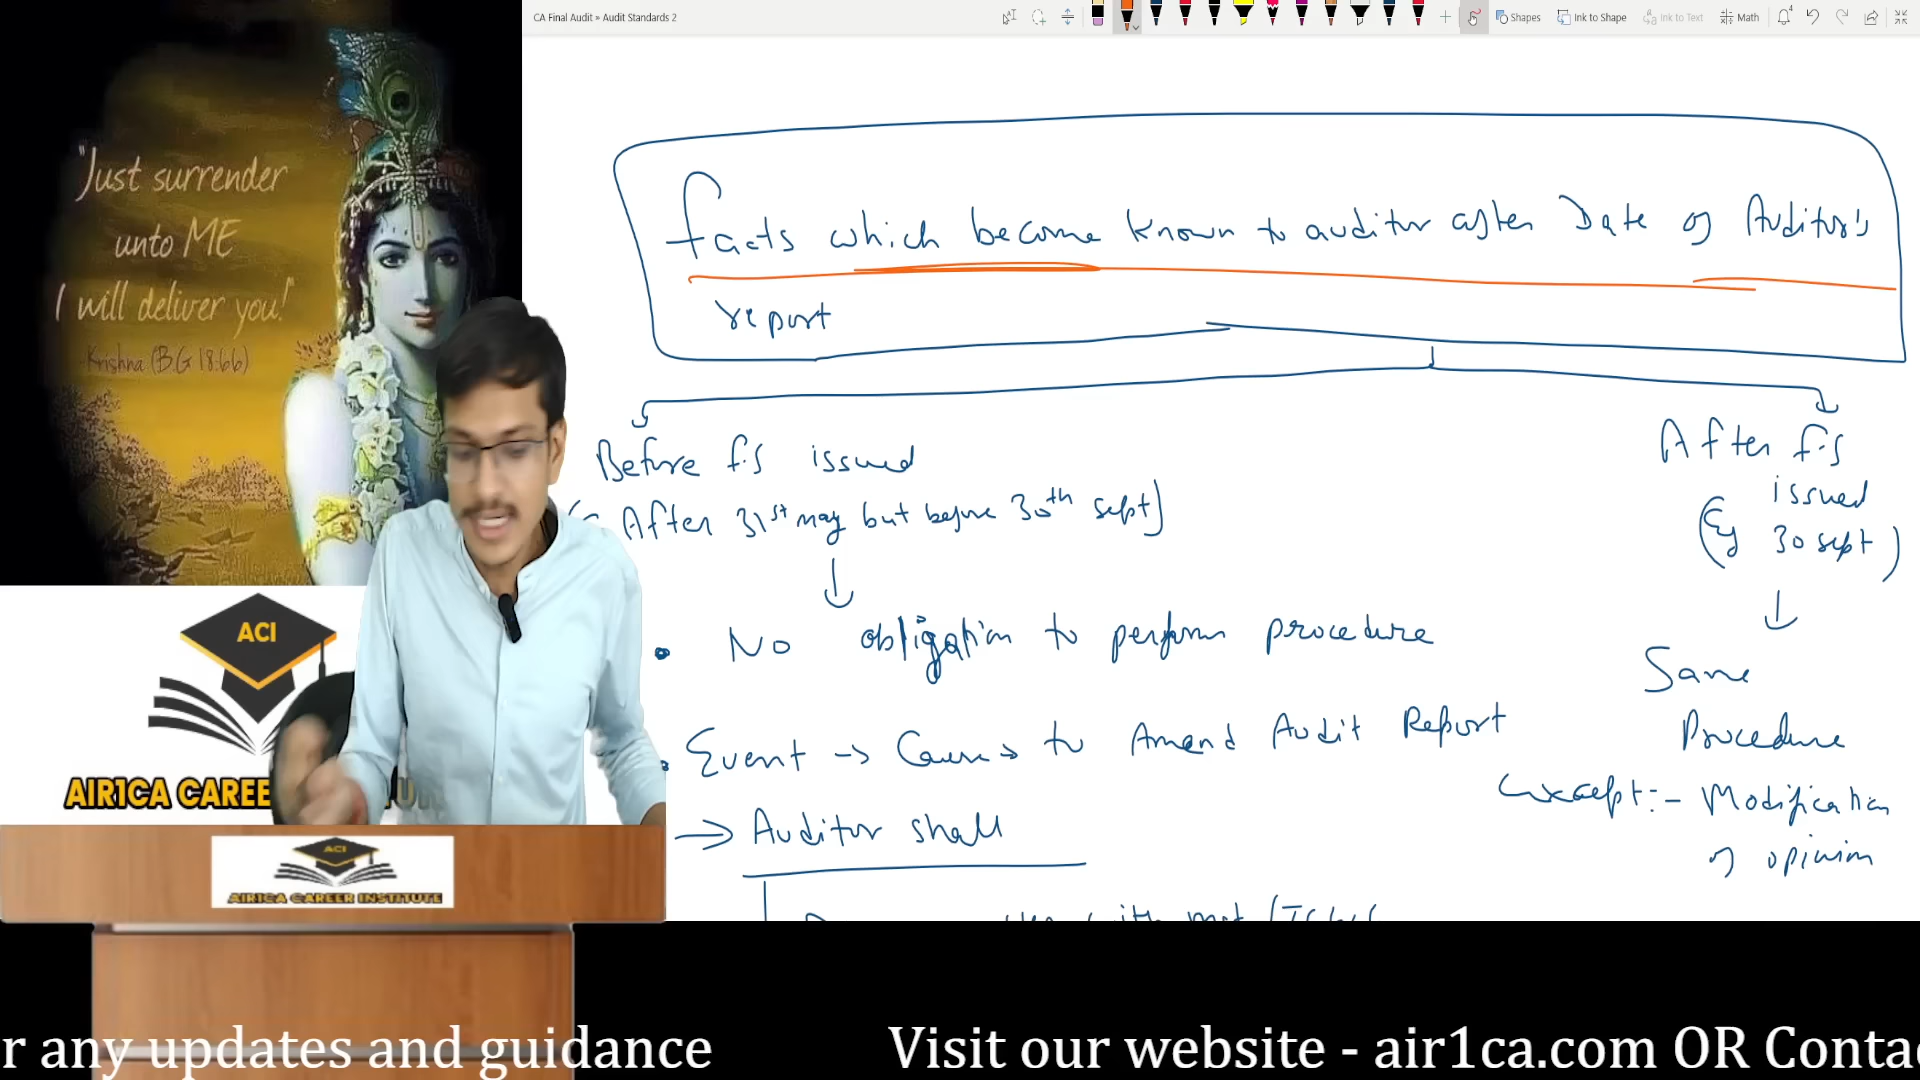 CA Final Audit » Audit Standards 2
Shapes
Ink to Shape
Ink to Text
Math
"Just surrender
unto ME
I will deliver you!"
- Krishna (B.G 18:66)
Facts which become known to auditor after Date of Auditor's
report
Before f.s issued
After 31st may but before 30th sept)
After f.s
issued
(Eg 30 sept)
• No obligation to perform procedure
• Event → Causes to Amend Audit Report
→ Auditor shall
Same
Procedure
Except:- Modification
of opinion
ACI
AIR1CA CAREE
ACI
AIR1CA CAREER INSTITUTE
r any updates and guidance
Visit our website - air1ca.com OR Conta